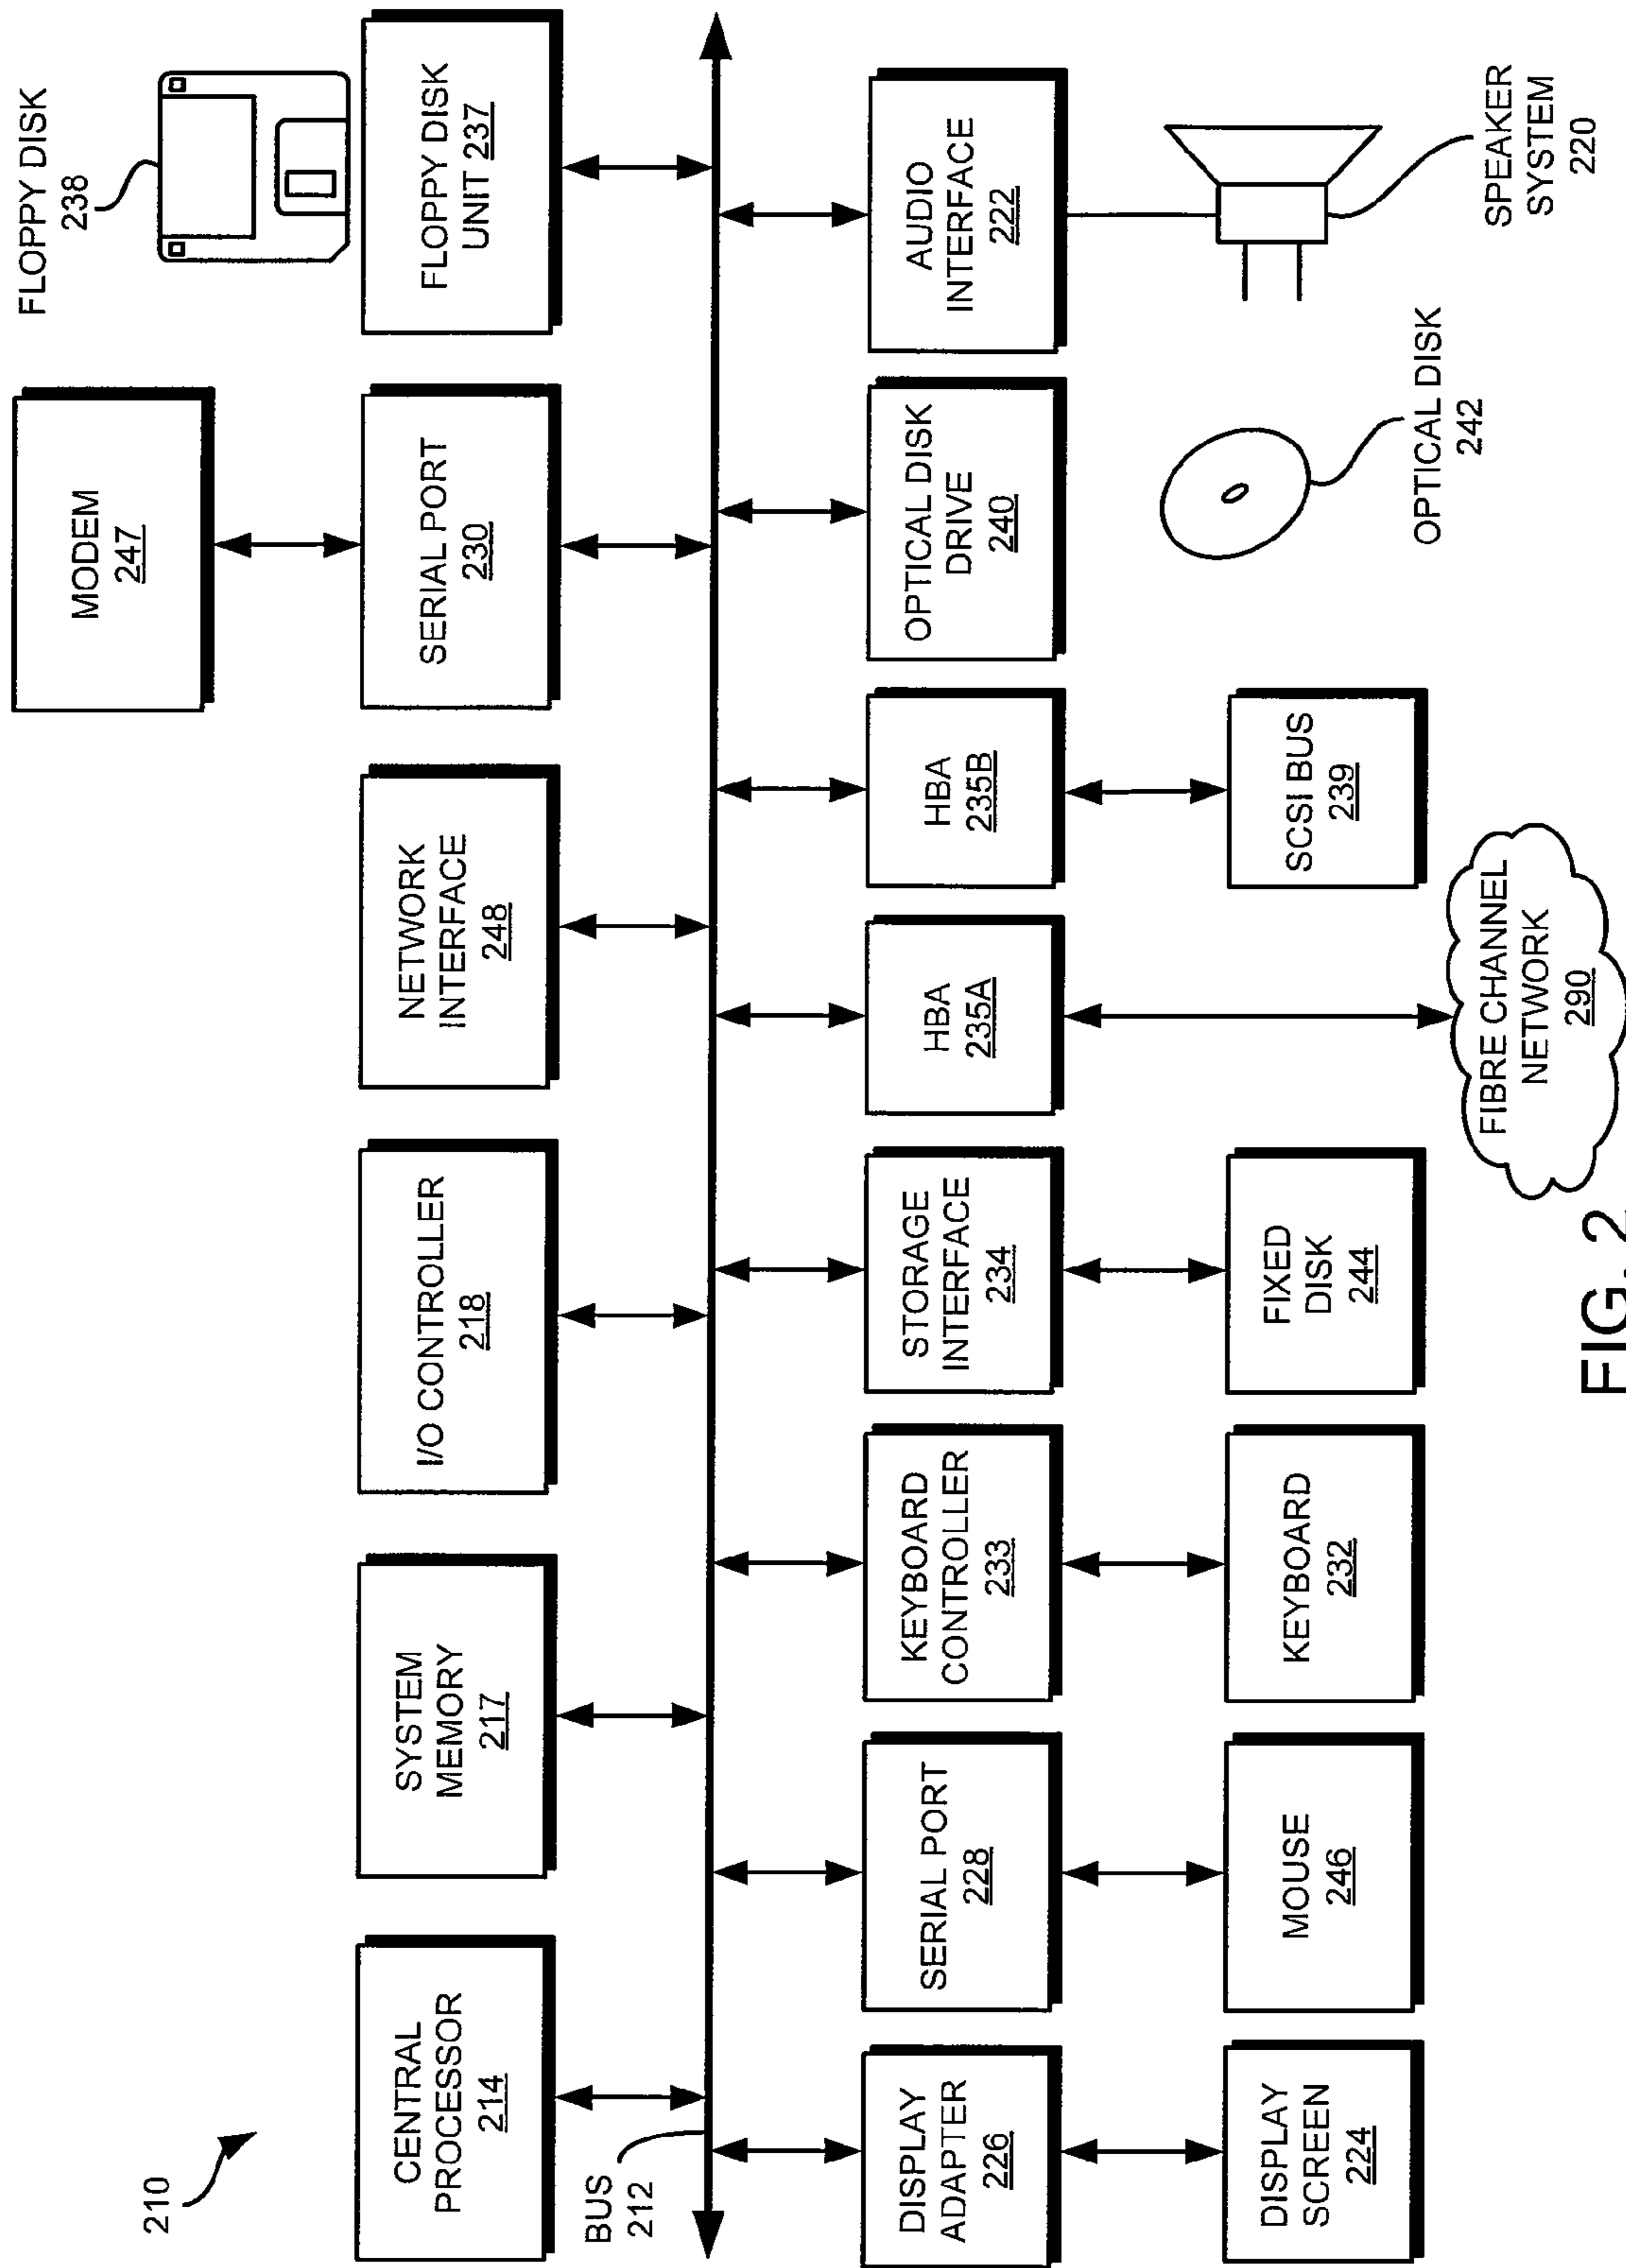 210
FLOPPY DISK
238
MODEM
247
CENTRAL
PROCESSOR
214
SYSTEM
MEMORY
217
I/O CONTROLLER
218
NETWORK
INTERFACE
248
SERIAL PORT
230
FLOPPY DISK
UNIT 237
BUS
212
DISPLAY
ADAPTER
226
SERIAL PORT
228
KEYBOARD
CONTROLLER
233
STORAGE
INTERFACE
234
HBA
235A
HBA
235B
OPTICAL DISK
DRIVE
240
AUDIO
INTERFACE
222
DISPLAY
SCREEN
224
MOUSE
246
KEYBOARD
232
FIXED
DISK
244
SCSI BUS
239
OPTICAL DISK
242
SPEAKER
SYSTEM
220
FIBRE CHANNEL
NETWORK
290
FIG. 2